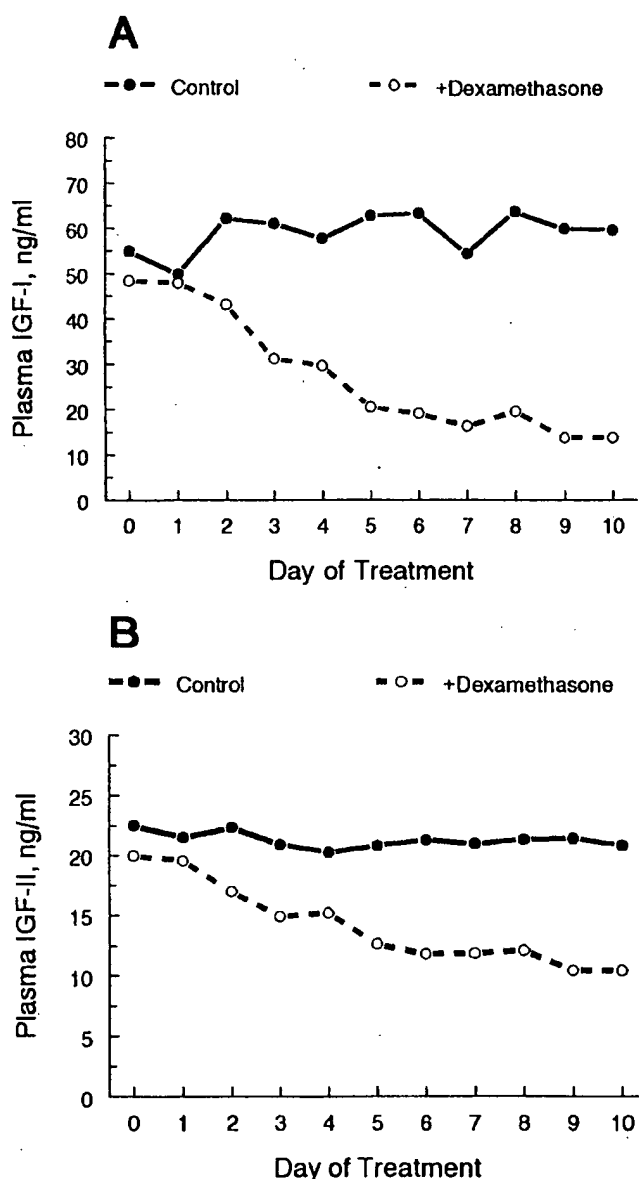 A
Control +Dexamethasone
80
70
60
50
40
30
20
10
0
Plasma IGF-I, ng/ml
0 1 2 3 4 5 6 7 8 9 10
Day of Treatment
B
Control +Dexamethasone
30
25
20
15
10
5
0
Plasma IGF-II, ng/ml
0 1 2 3 4 5 6 7 8 9 10
Day of Treatment